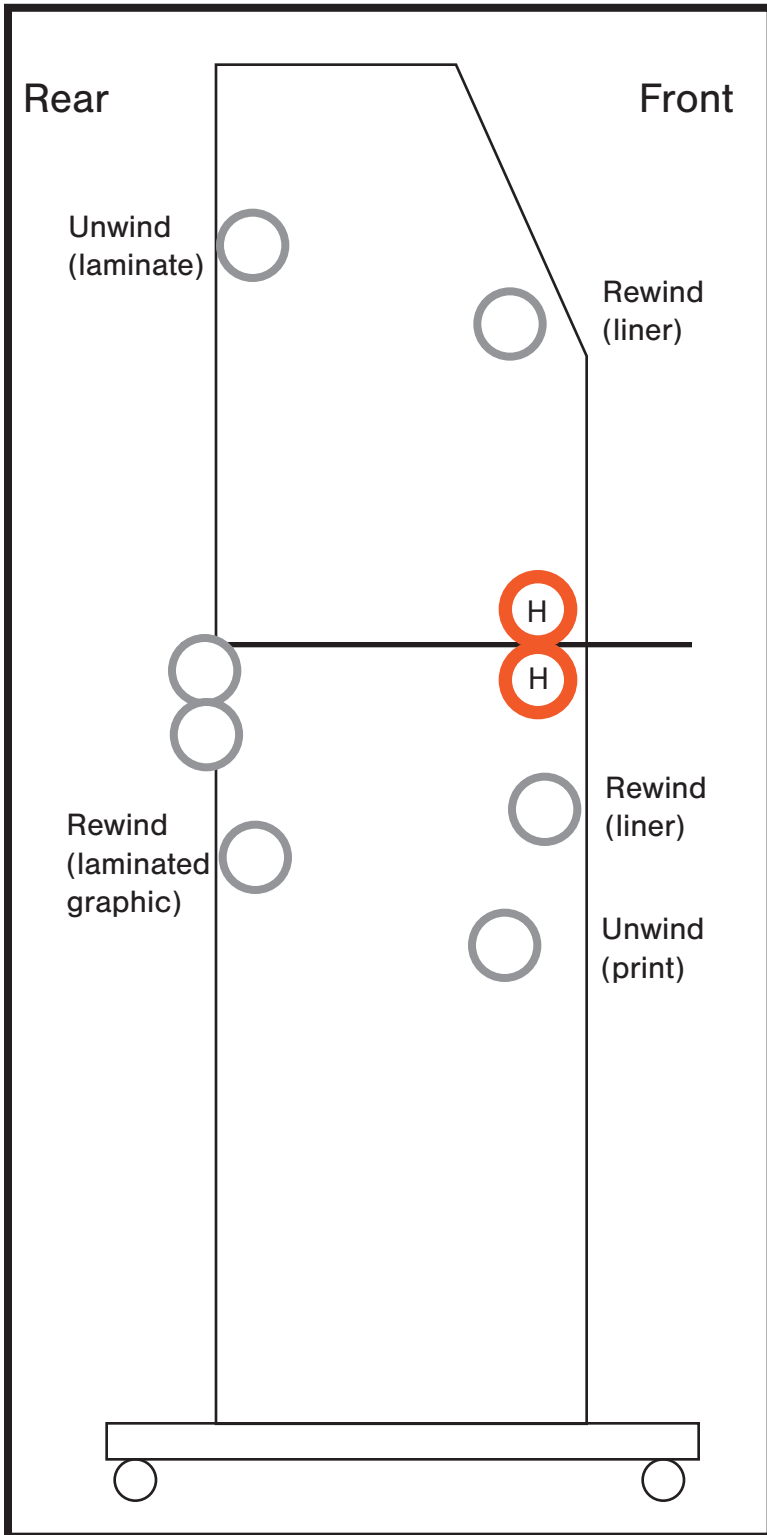 Rear
Front
Unwind
(laminate)
Rewind
(liner)
H
H
Rewind
(liner)
Rewind
(laminated
graphic)
Unwind
(print)